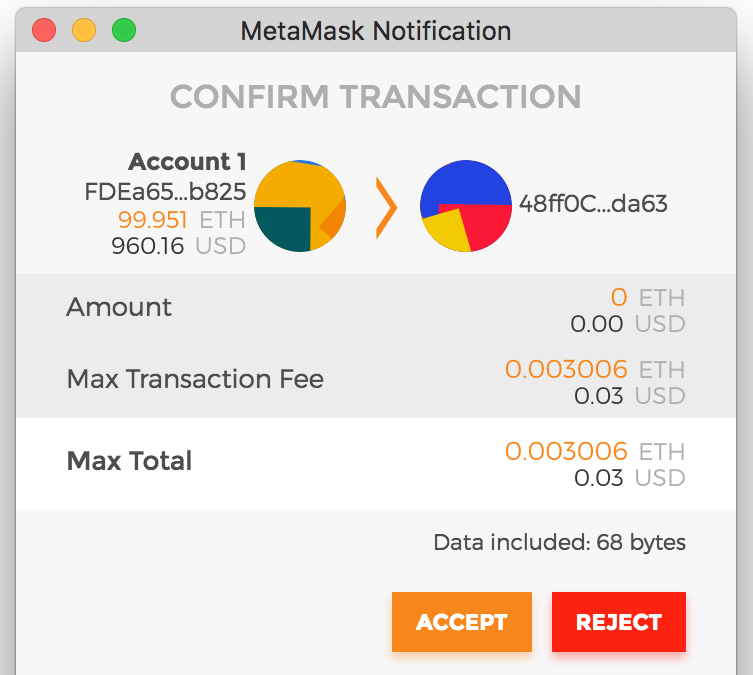 MetaMask Notification
CONFIRM TRANSACTION
Account 1
FDEa65...b825
99.951 ETH
960.16 USD
48ff0C...da63
Amount
0 ETH
0.00 USD
Max Transaction Fee
0.003006 ETH
0.03 USD
Max Total
0.003006 ETH
0.03 USD
Data included: 68 bytes
ACCEPT
REJECT